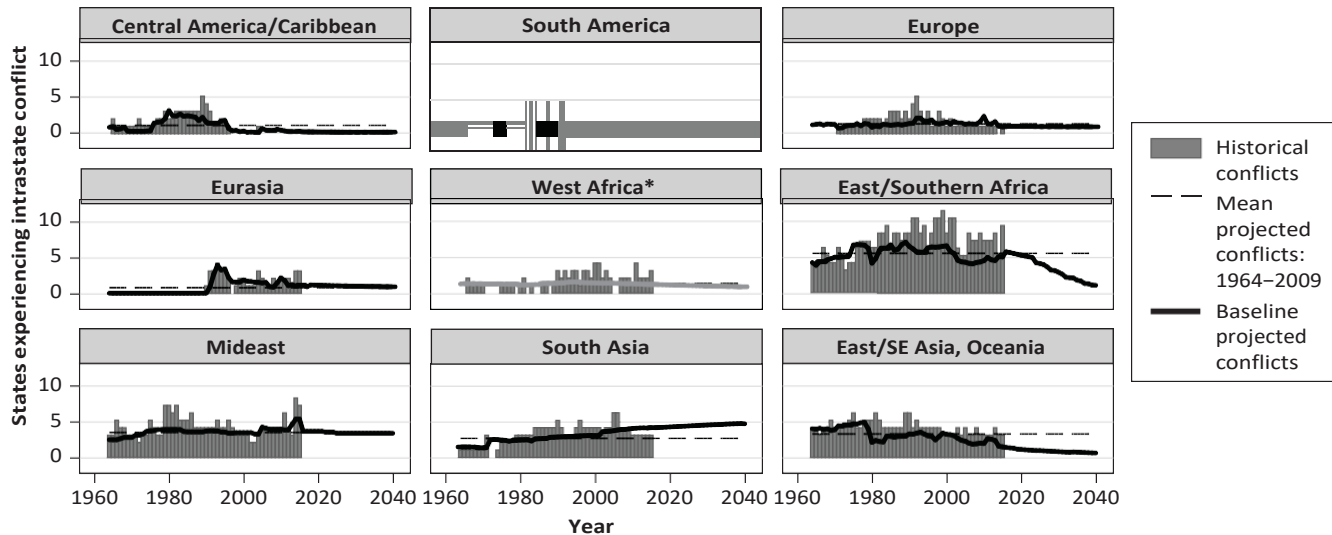 Central America/Caribbean
South America
Europe
10
5
0
Eurasia
West Africa*
East/Southern Africa
10
5
0
Mideast
South Asia
East/SE Asia, Oceania
10
5
0
1960 1980 2000 2020 2040
1960 1980 2000 2020 2040
1960 1980 2000 2020 2040
Year
States experiencing intrastate conflict
Historical
conflicts
Mean
projected
conflicts:
1964–2009
Baseline
projected
conflicts